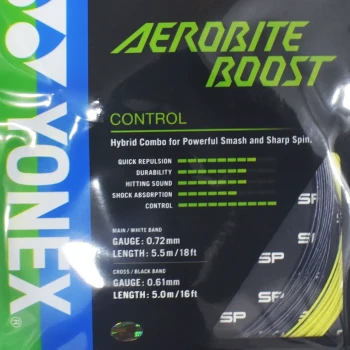 YONEX®
AEROBITE
BOOST
CONTROL
Hybrid Combo for Powerful Smash and Sharp Spin.
QUICK REPULSION
DURABILITY
HITTING SOUND
SHOCK ABSORPTION
CONTROL
MAIN / WHITE BAND
GAUGE: 0.72mm
LENGTH: 5.5m/18ft
CROSS / BLACK BAND
GAUGE: 0.61mm
LENGTH: 5.0m/16ft
SP
SP
SP
SP
SP